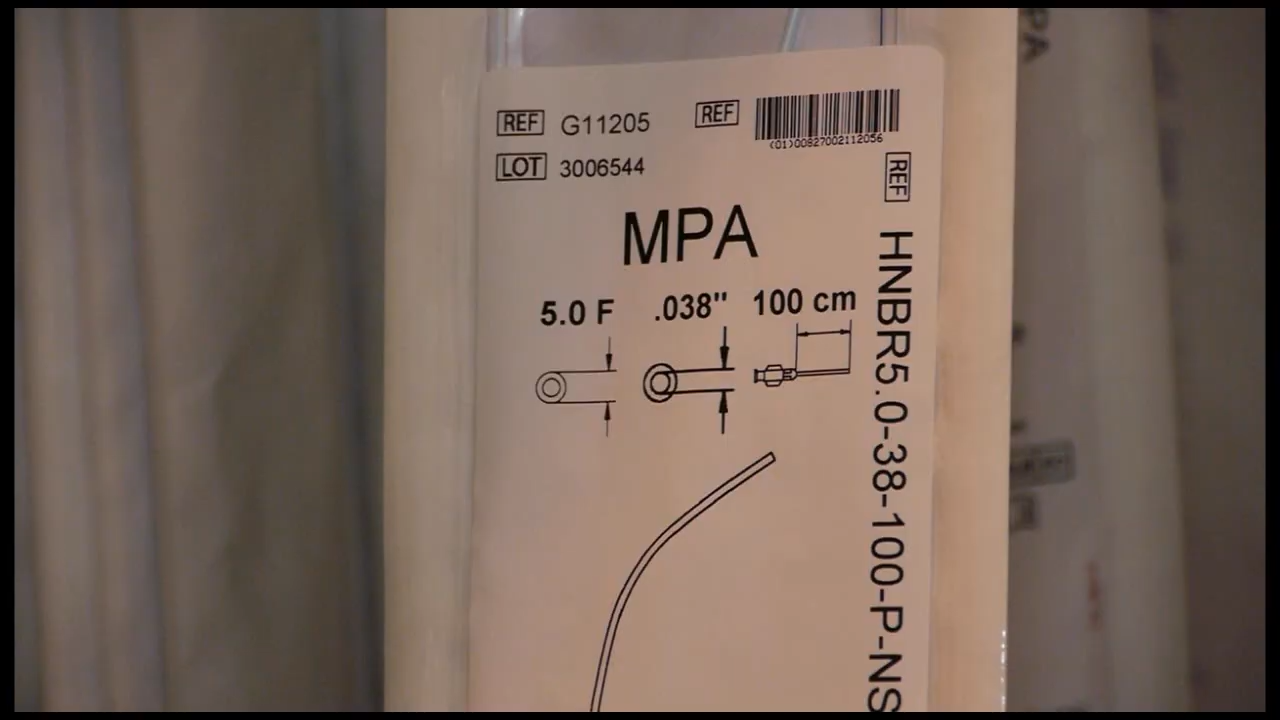 REF G11205 REF
(01)00827002112056
LOT 3006544
REF
MPA
5.0 F .038" 100 cm
HNBR5.0-38-100-P-NS
PA